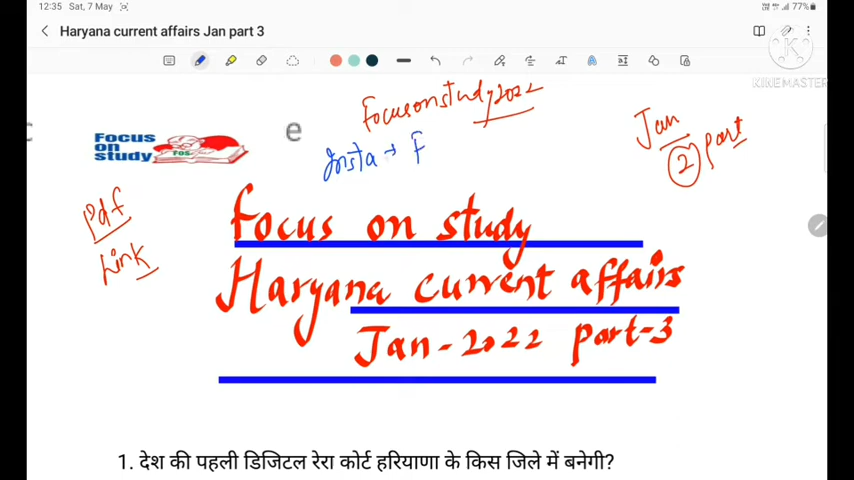 12:35 Sat, 7 May
77%
Haryana current affairs Jan part 3
KINEMASTER
Focusonstudy2022
Jan
2 part
Focus
on
study
FOS
e
Insta → F
Pdf
Link
focus on study
Haryana current affairs
Jan-2022 part-3
1. देश की पहली डिजिटल रेरा कोर्ट हरियाणा के किस जिले में बनेगी?